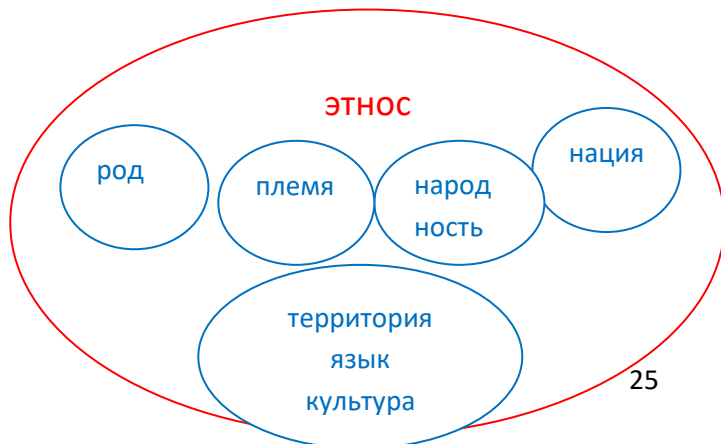 этнос
род
племя
народ
ность
нация
территория
язык
культура
25